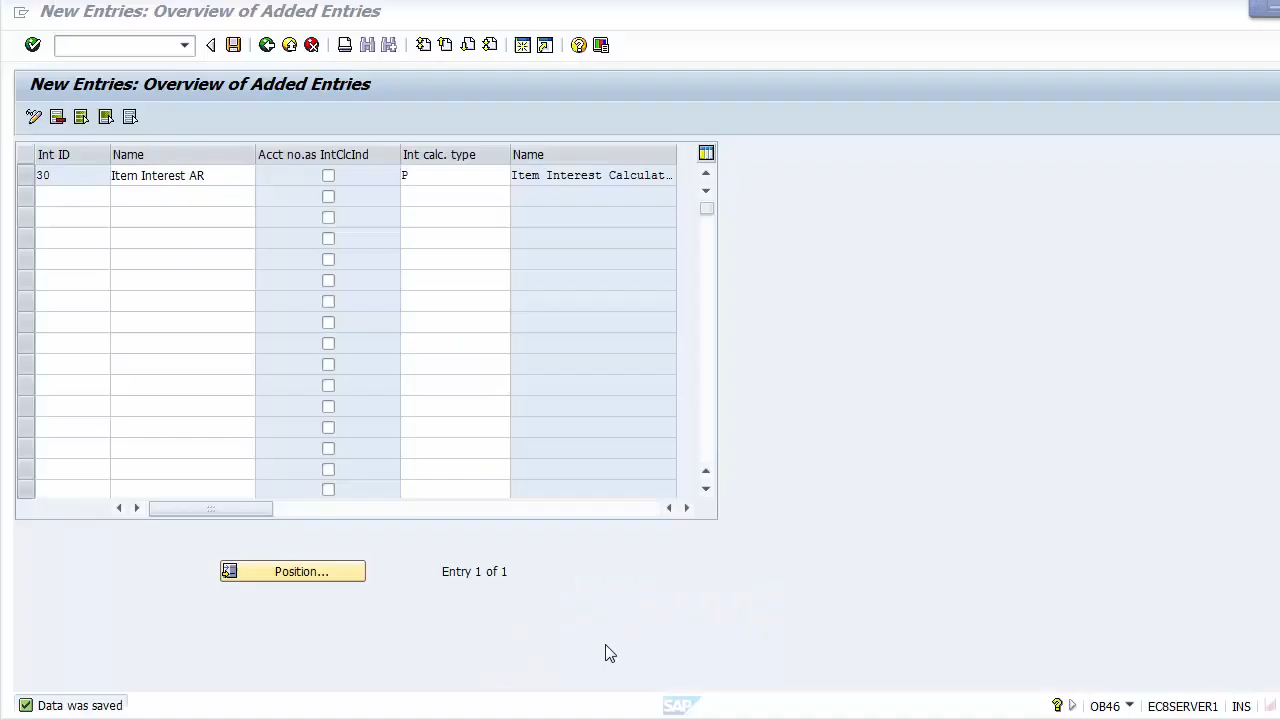 New Entries: Overview of Added Entries
New Entries: Overview of Added Entries
Int ID Name Acct no.as IntClcInd Int calc. type Name
30 Item Interest AR P Item Interest Calculat...
Position... Entry 1 of 1
Data was saved SAP OB46 EC8SERVER1 INS